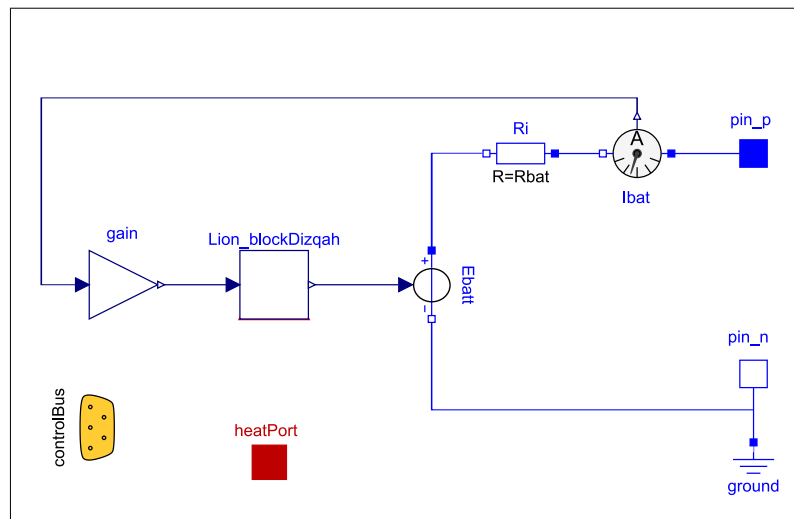 Ri
pin_p
A
R=Rbat
Ibat
gain
Lion_blockDizqah
+
Ebatt
-
pin_n
controlBus
heatPort
ground